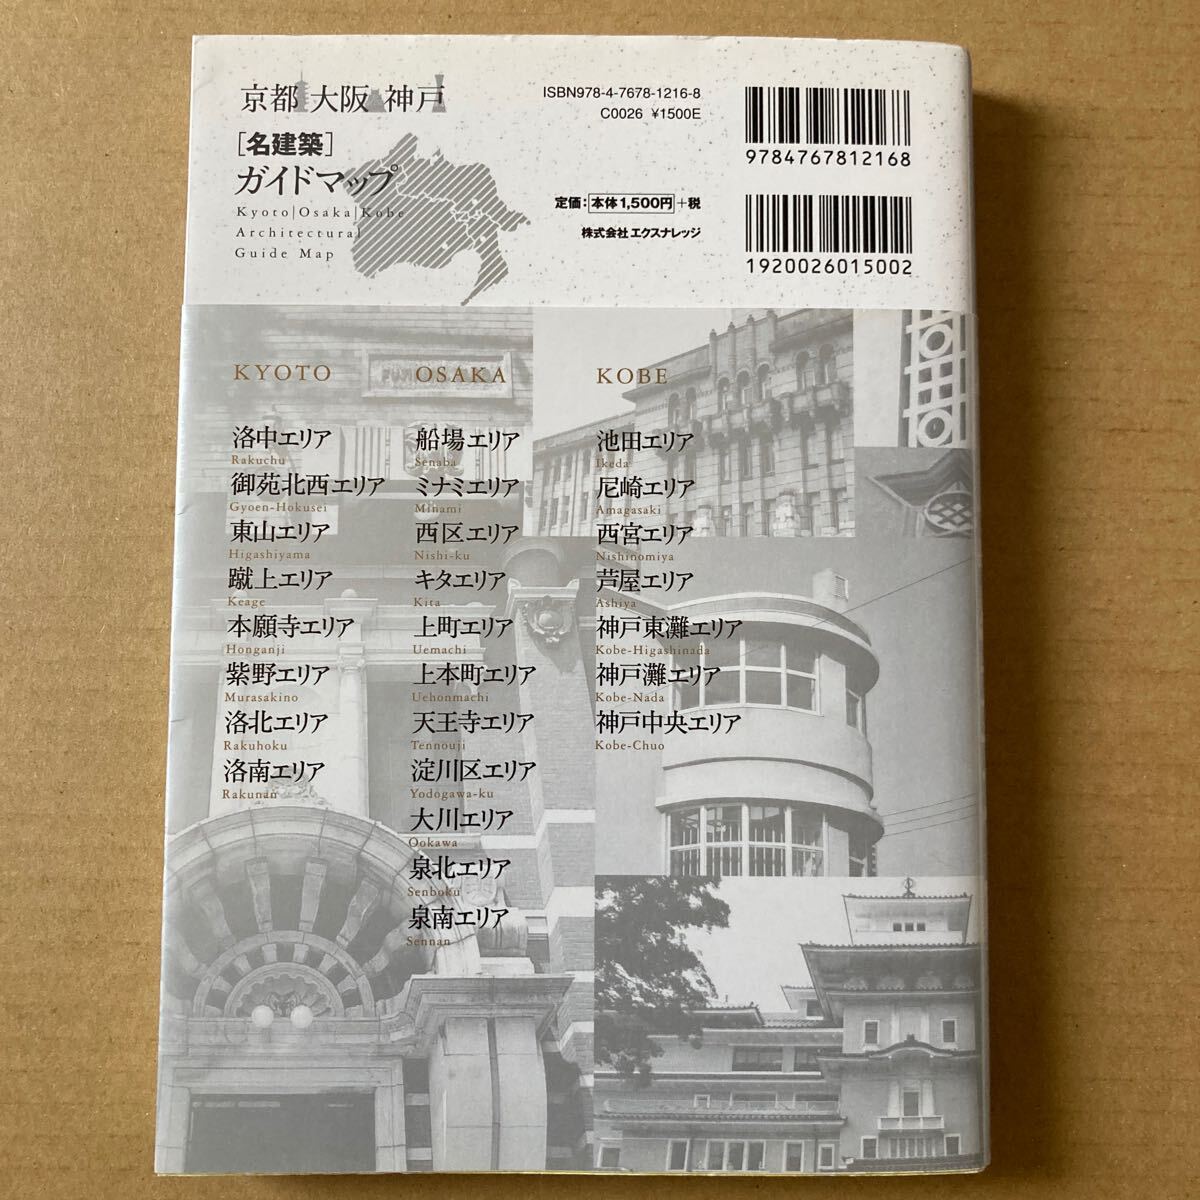 京都 大阪 神戸
[名建築]
ガイドマップ
Kyoto|Osaka|Kobe
Architectural
Guide Map
ISBN978-4-7678-1216-8
C0026 ¥1500E
定価:本体1,500円+税
株式会社エクスナレッジ
9784767812168
1920026015002
KYOTO
洛中エリア
Rakuchu
御苑北西エリア
Gyoen-Hokusei
東山エリア
Higashiyama
蹴上エリア
Keage
本願寺エリア
Honganji
紫野エリア
Murasakino
洛北エリア
Rakuhoku
洛南エリア
Rakunan
OSAKA
船場エリア
Senaba
ミナミエリア
Minami
西区エリア
Nishi-ku
キタエリア
Kita
上町エリア
Uemachi
上本町エリア
Uehonmachi
天王寺エリア
Tennouji
淀川区エリア
Yodogawa-ku
大川エリア
Ookawa
泉北エリア
Senboku
泉南エリア
Sennan
KOBE
池田エリア
Ikeda
尼崎エリア
Amagasaki
西宮エリア
Nishinomiya
芦屋エリア
Ashiya
神戸東灘エリア
Kobe-Higashinada
神戸灘エリア
Kobe-Nada
神戸中央エリア
Kobe-Chuo